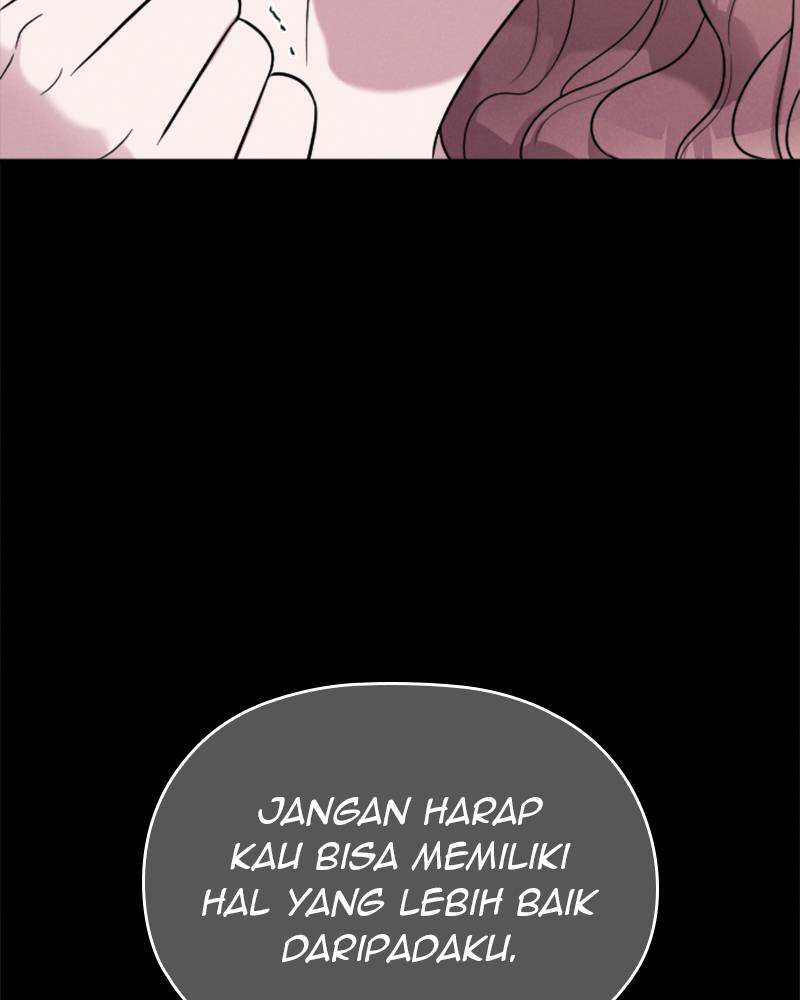 JANGAN HARAP
KAU BISA MEMILIKI
HAL YANG LEBIH BAIK
DARIPADAKU.